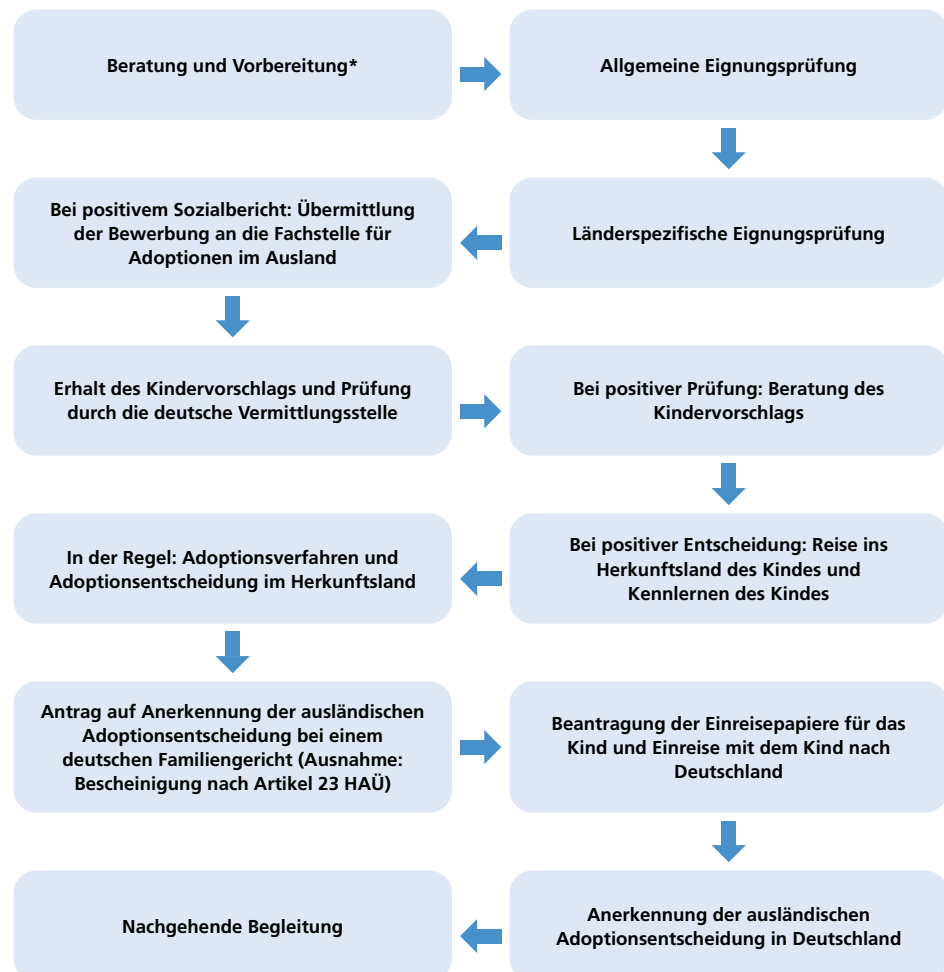 Beratung und Vorbereitung*
Allgemeine Eignungsprüfung
Länderspezifische Eignungsprüfung
Bei positivem Sozialbericht: Übermittlung
der Bewerbung an die Fachstelle für
Adoptionen im Ausland
Erhalt des Kindervorschlags und Prüfung
durch die deutsche Vermittlungsstelle
Bei positiver Prüfung: Beratung des
Kindervorschlags
Bei positiver Entscheidung: Reise ins
Herkunftsland des Kindes und
Kennlernen des Kindes
In der Regel: Adoptionsverfahren und
Adoptionsentscheidung im Herkunftsland
Antrag auf Anerkennung der ausländischen
Adoptionsentscheidung bei einem
deutschen Familiengericht (Ausnahme:
Bescheinigung nach Artikel 23 HAÜ)
Beantragung der Einreisepapiere für das
Kind und Einreise mit dem Kind nach
Deutschland
Anerkennung der ausländischen
Adoptionsentscheidung in Deutschland
Nachgehende Begleitung